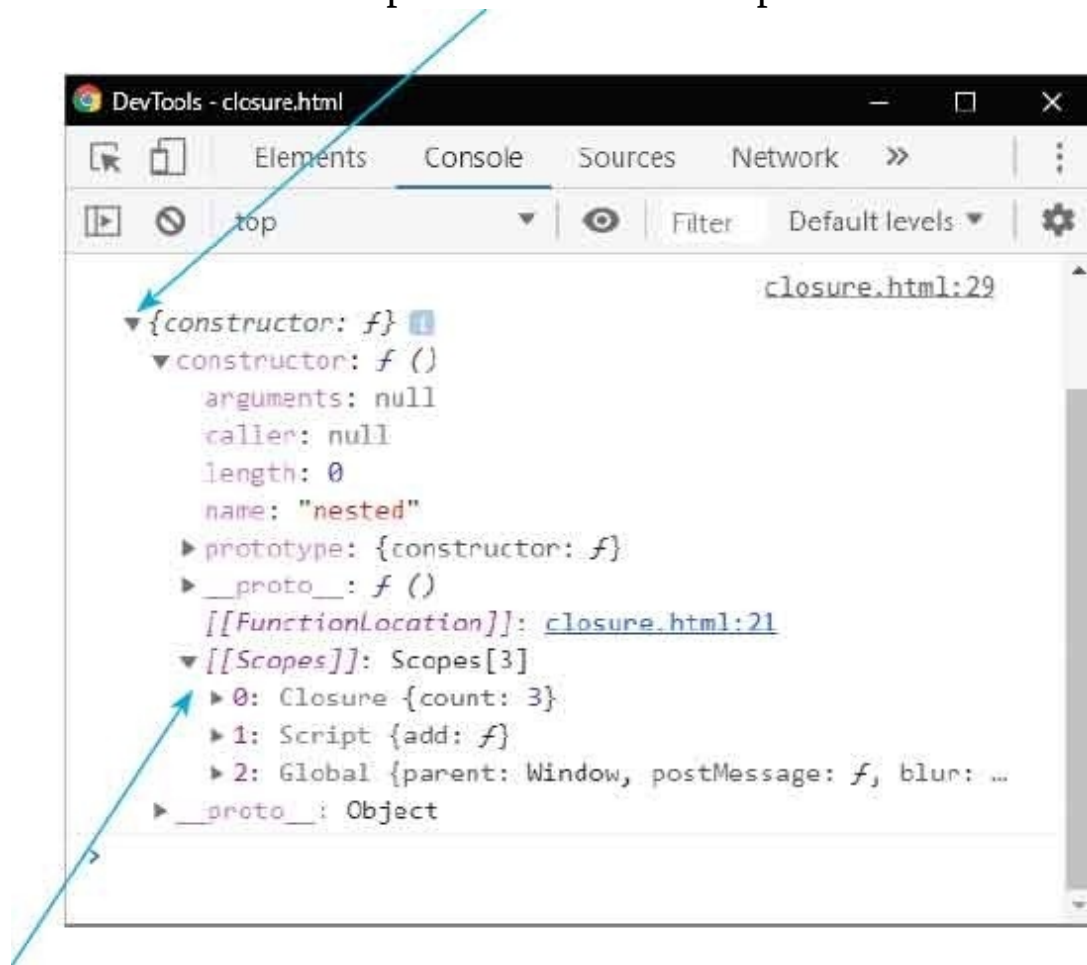 DevTools - closure.html
Elements Console Sources Network »
top Filter Default levels
closure.html:29
{constructor: ƒ} i
constructor: ƒ ()
arguments: null
caller: null
length: 0
name: "nested"
prototype: {constructor: ƒ}
__proto__: ƒ ()
[[FunctionLocation]]: closure.html:21
[[Scopes]]: Scopes[3]
0: Closure {count: 3}
1: Script {add: ƒ}
2: Global {parent: Window, postMessage: ƒ, blur: …
__proto__: Object
>